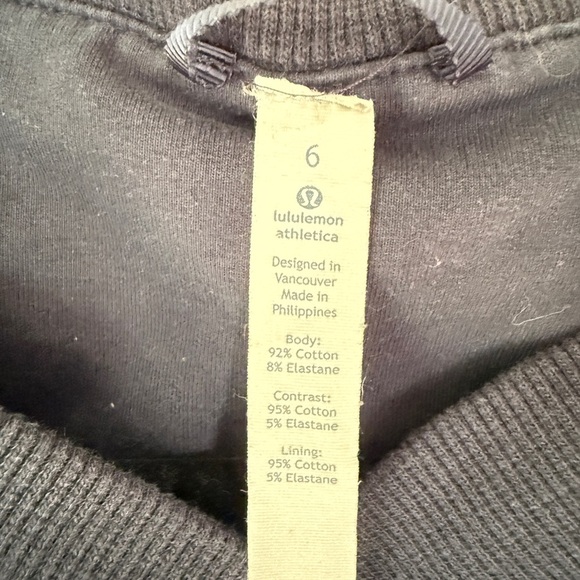 6
lululemon
athletica
Designed in
Vancouver
Made in
Philippines
Body:
92% Cotton
8% Elastane
Contrast:
95% Cotton
5% Elastane
Lining:
95% Cotton
5% Elastane